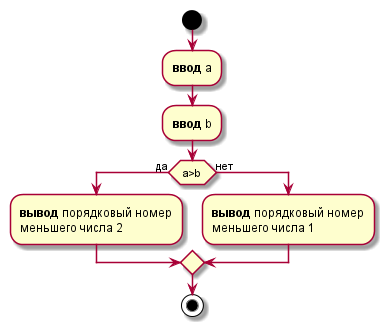 ввод a
ввод b
a>b
да
нет
вывод порядковый номер
меньшего числа 2
вывод порядковый номер
меньшего числа 1